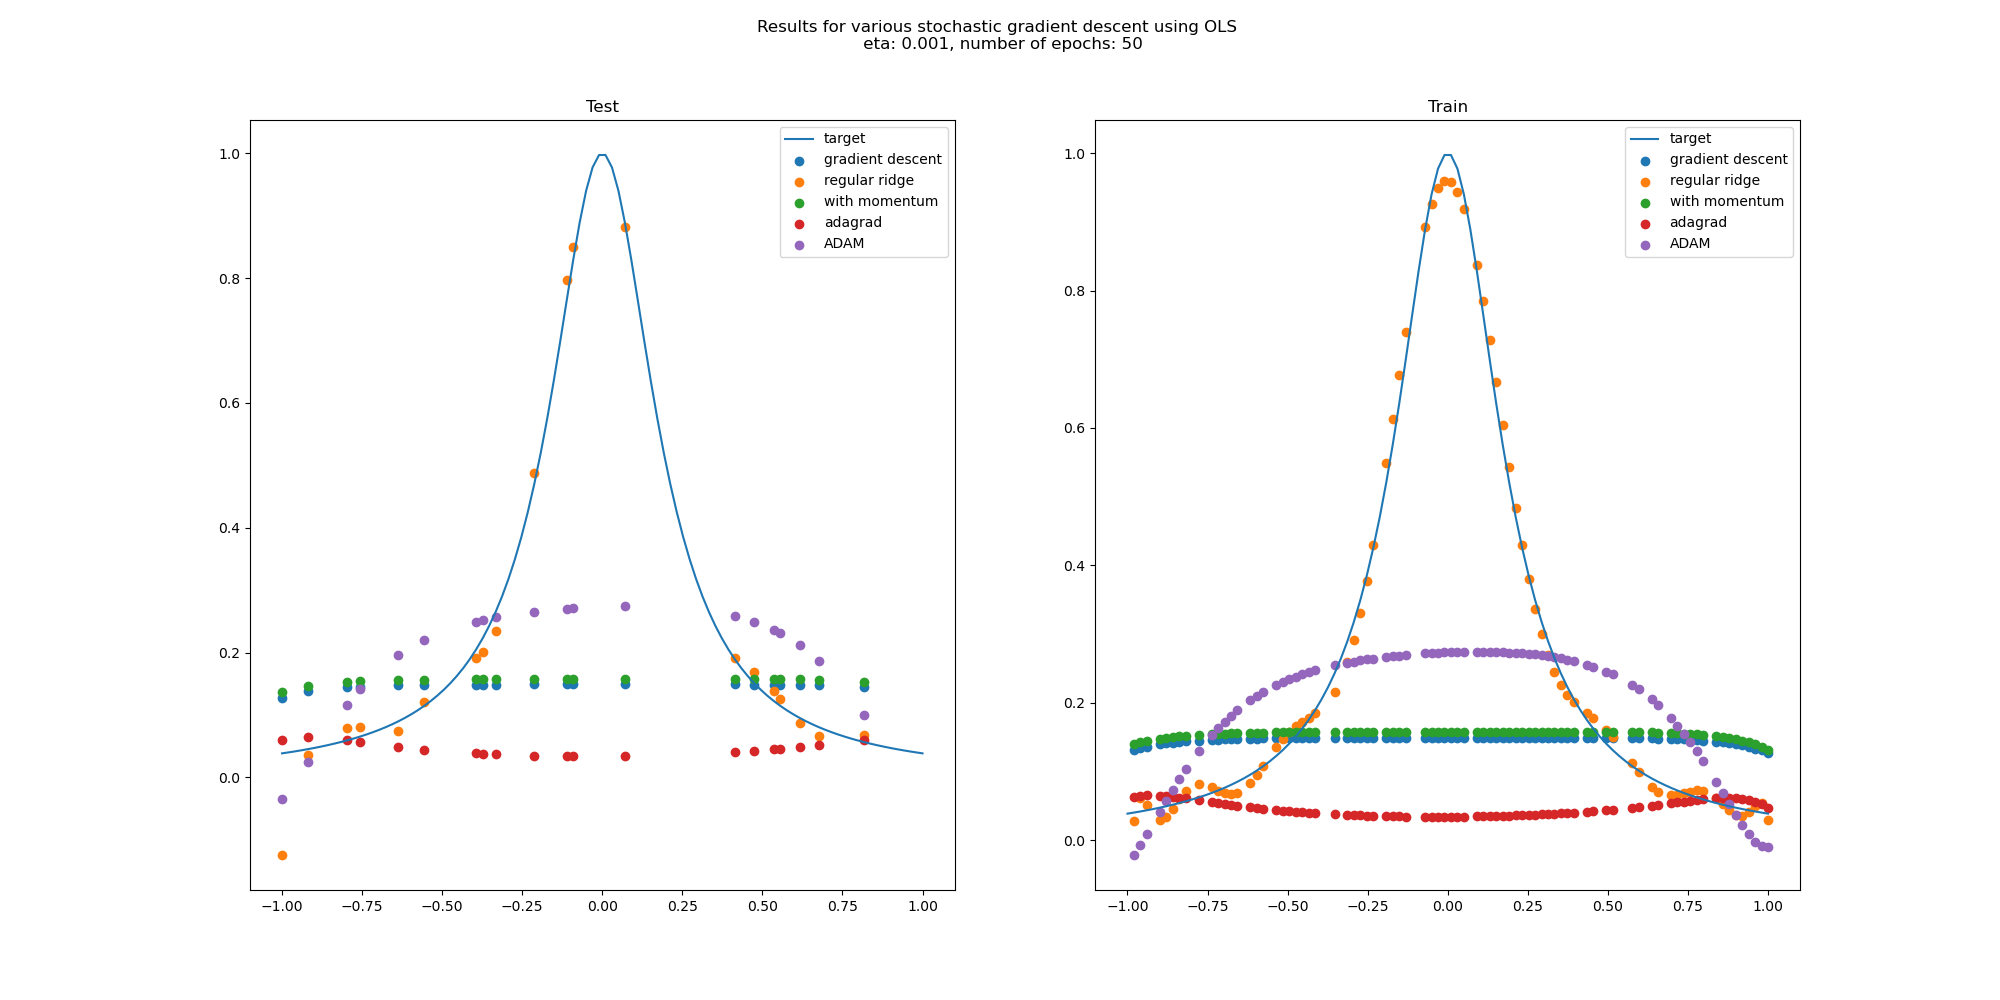 Results for various stochastic gradient descent using OLS
eta: 0.001, number of epochs: 50
Test
target
gradient descent
regular ridge
with momentum
adagrad
ADAM
1.0
0.8
0.6
0.4
0.2
0.0
−1.00 −0.75 −0.50 −0.25 0.00 0.25 0.50 0.75 1.00
Train
target
gradient descent
regular ridge
with momentum
adagrad
ADAM
1.0
0.8
0.6
0.4
0.2
0.0
−1.00 −0.75 −0.50 −0.25 0.00 0.25 0.50 0.75 1.00